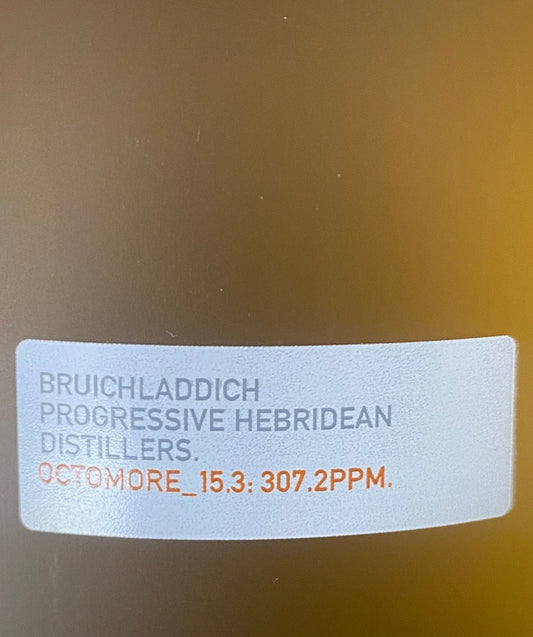 BRUICHLADDICH
PROGRESSIVE HEBRIDEAN
DISTILLERS.
OCTOMORE_15.3: 307.2PPM.